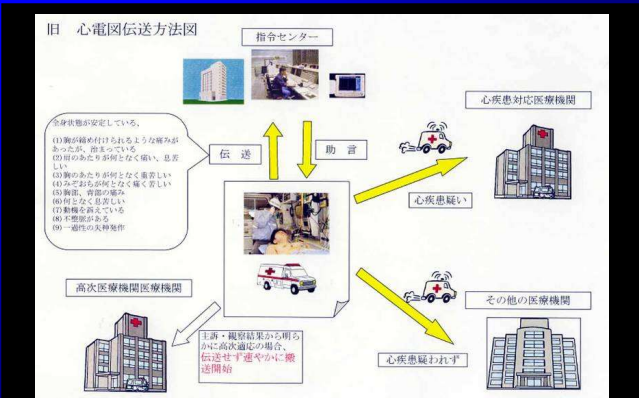 旧　心電図伝送方法図
指令センター
全身状態が安定している、
(1)胸が締め付けられるような痛みが
あったが、治まっている
(2)肩のあたりが何となく痛い、息苦
しい
(3)胸のあたりが何となく重苦しい
(4)みぞおちが何となく痛く苦しい
(5)胸部、背部の痛み
(6)何となく息苦しい
(7)動機を訴えている
(8)不整脈がある
(9)一過性の失神発作
伝　送
助　言
心疾患対応医療機関
心疾患疑い
高次医療機関医療機関
主訴・観察結果から明ら
かに高次適応の場合、
伝送せず速やかに搬
送開始
その他の医療機関
心疾患疑われず